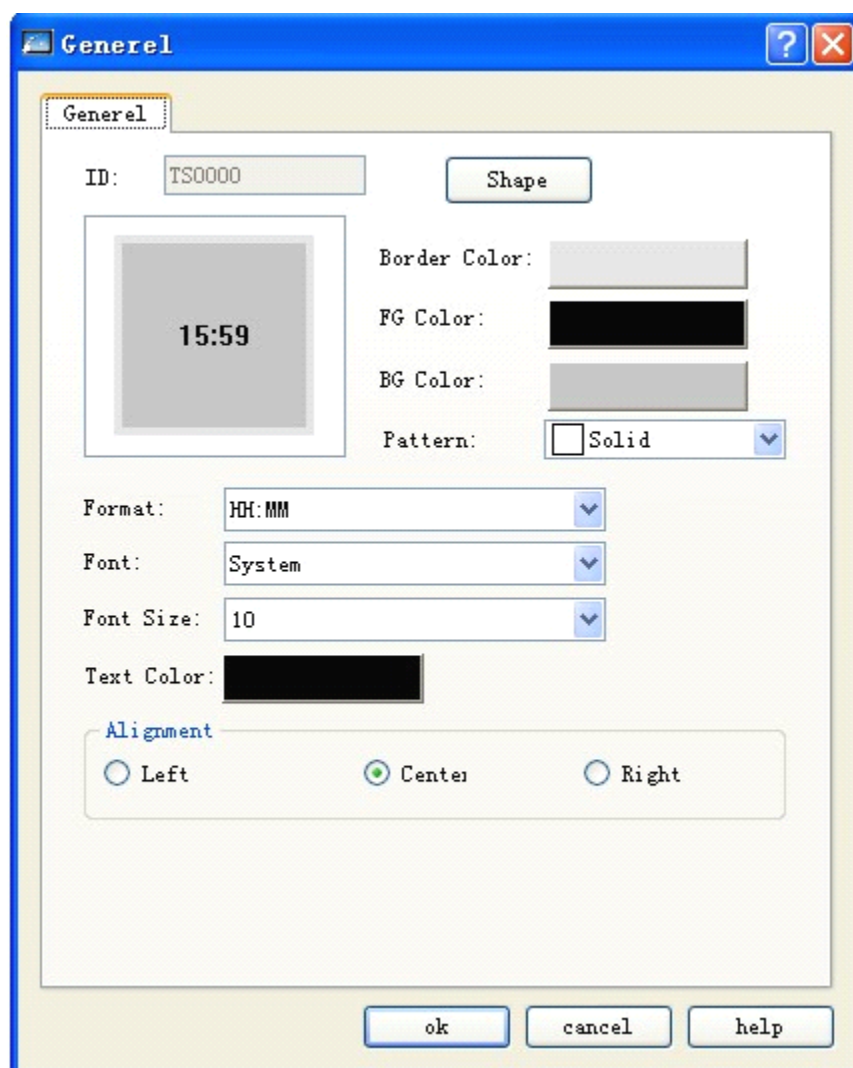 Generel
Generel
ID: TS0000 Shape
15:59
Border Color:
FG Color:
BG Color:
Pattern: Solid
Format: HH:MM
Font: System
Font Size: 10
Text Color:
Alignment
Left Center Right
ok cancel help